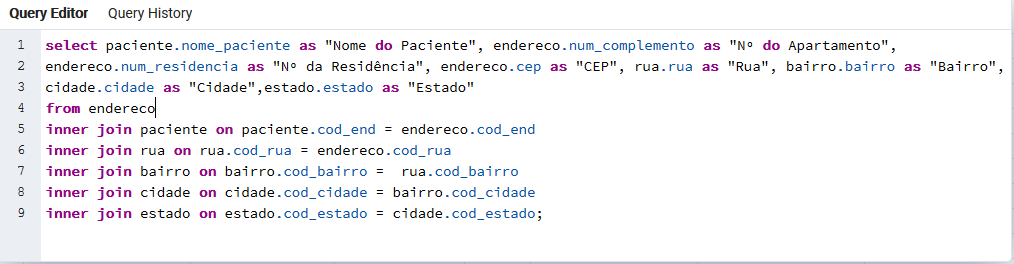 Query Editor Query History
1 select paciente.nome_paciente as "Nome do Paciente", endereco.num_complemento as "Nº do Apartamento",
2 endereco.num_residencia as "Nº da Residência", endereco.cep as "CEP", rua.rua as "Rua", bairro.bairro as "Bairro",
3 cidade.cidade as "Cidade",estado.estado as "Estado"
4 from endereco
5 inner join paciente on paciente.cod_end = endereco.cod_end
6 inner join rua on rua.cod_rua = endereco.cod_rua
7 inner join bairro on bairro.cod_bairro =  rua.cod_bairro
8 inner join cidade on cidade.cod_cidade = bairro.cod_cidade
9 inner join estado on estado.cod_estado = cidade.cod_estado;